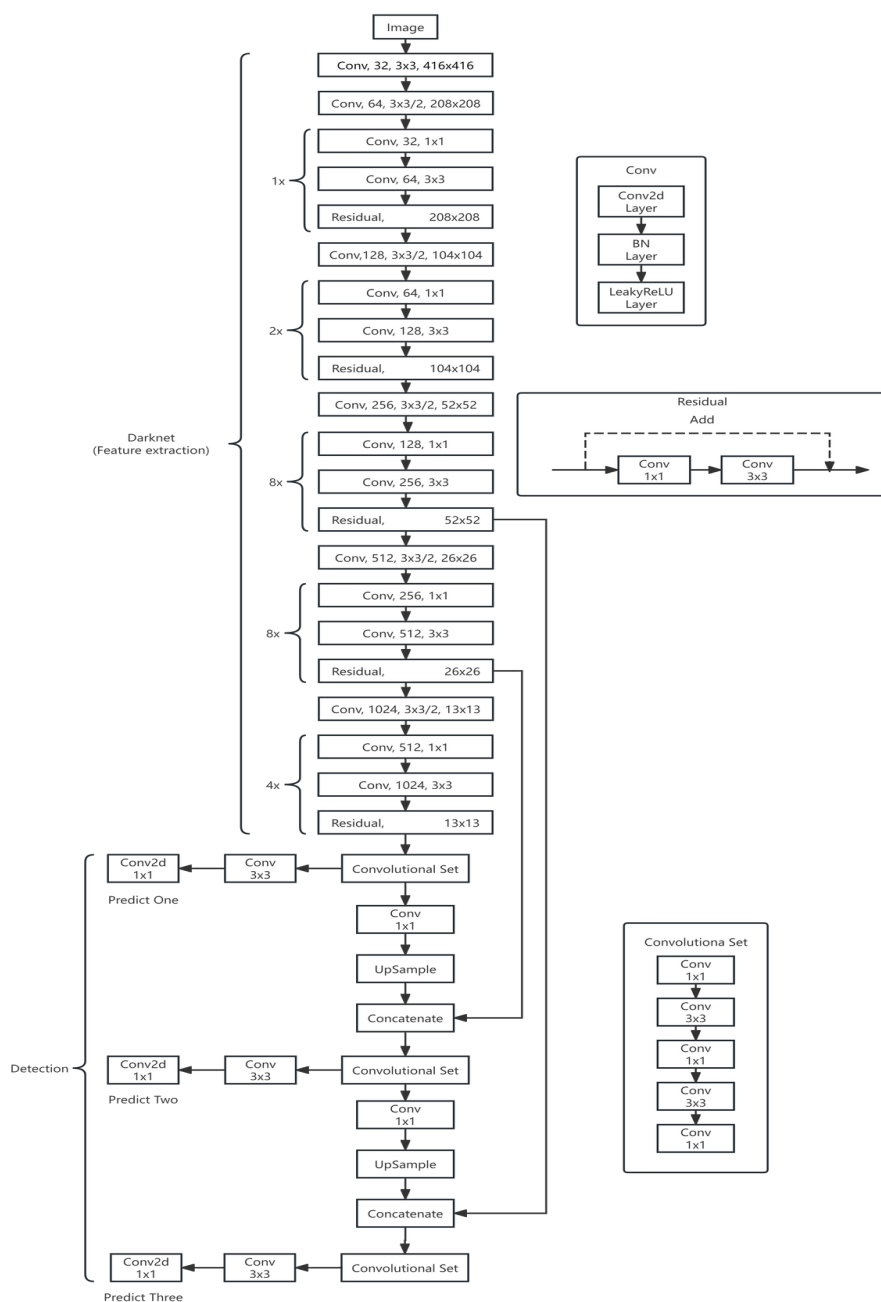 Image
Conv, 32, 3x3, 416x416
Conv, 64, 3x3/2, 208x208
Conv, 32, 1x1
1x
Conv, 64, 3x3
Residual, 208x208
Conv,128, 3x3/2, 104x104
Conv, 64, 1x1
2x
Conv, 128, 3x3
Residual, 104x104
Conv, 256, 3x3/2, 52x52
Darknet
(Feature extraction)
Conv, 128, 1x1
8x
Conv, 256, 3x3
Residual, 52x52
Conv, 512, 3x3/2, 26x26
Conv, 256, 1x1
8x
Conv, 512, 3x3
Residual, 26x26
Conv, 1024, 3x3/2, 13x13
Conv, 512, 1x1
4x
Conv, 1024, 3x3
Residual, 13x13
Conv
Conv2d
Layer
BN
Layer
LeakyReLU
Layer
Residual
Add
Conv
1x1
Conv
3x3
Detection
Conv2d
1x1
Conv
3x3
Convolutional Set
Predict One
Conv
1x1
UpSample
Concatenate
Conv2d
1x1
Conv
3x3
Convolutional Set
Predict Two
Conv
1x1
UpSample
Concatenate
Conv2d
1x1
Conv
3x3
Convolutional Set
Predict Three
Convolutiona Set
Conv
1x1
Conv
3x3
Conv
1x1
Conv
3x3
Conv
1x1